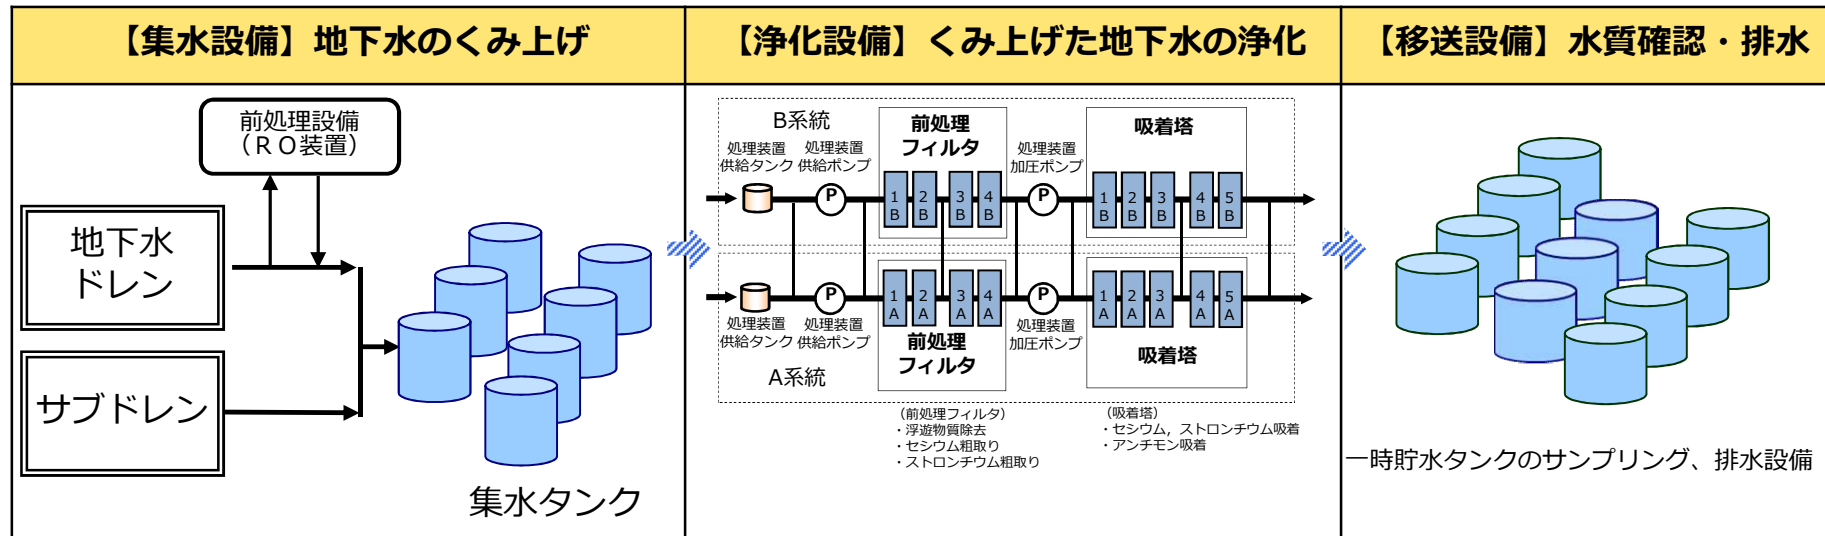 【集水設備】地下水のくみ上げ
前処理設備
（ＲＯ装置）
地下水
ドレン
サブドレン
集水タンク
【浄化設備】くみ上げた地下水の浄化
B系統
処理装置
供給タンク
処理装置
供給ポンプ
前処理
フィルタ
処理装置
加圧ポンプ
吸着塔
P
1
B
2
B
3
B
4
B
P
1
B
2
B
3
B
4
B
5
B
P
1
A
2
A
3
A
4
A
P
1
A
2
A
3
A
4
A
5
A
処理装置
供給タンク
処理装置
供給ポンプ
前処理
フィルタ
処理装置
加圧ポンプ
吸着塔
A系統
（前処理フィルタ）
・浮遊物質除去
・セシウム粗取り
・ストロンチウム粗取り
（吸着塔）
・セシウム，ストロンチウム吸着
・アンチモン吸着
【移送設備】水質確認・排水
一時貯水タンクのサンプリング、排水設備